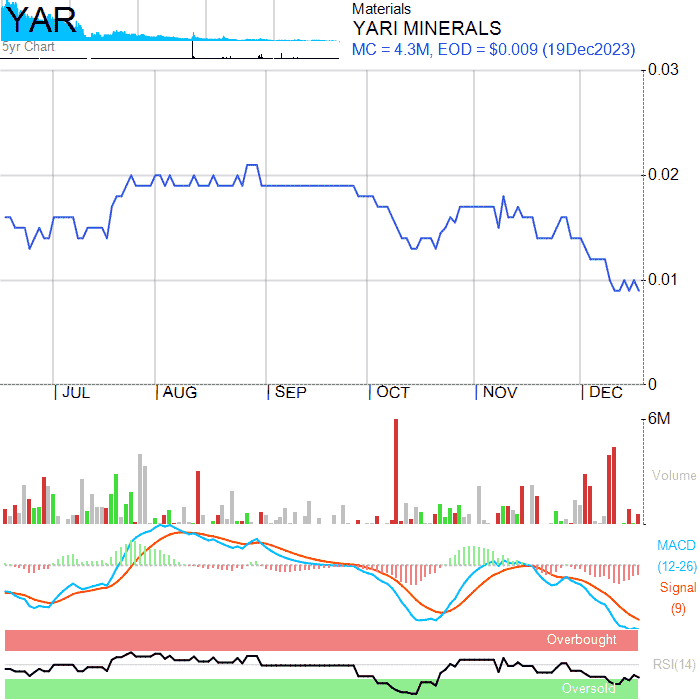 YAR
5yr Chart
Materials
YARI MINERALS
MC = 4.3M, EOD = $0.009 (19Dec2023)
0.03
0.02
0.01
0
JUL AUG SEP OCT NOV DEC
6M
Volume
MACD
(12-26)
Signal
(9)
Overbought
RSI(14)
Oversold